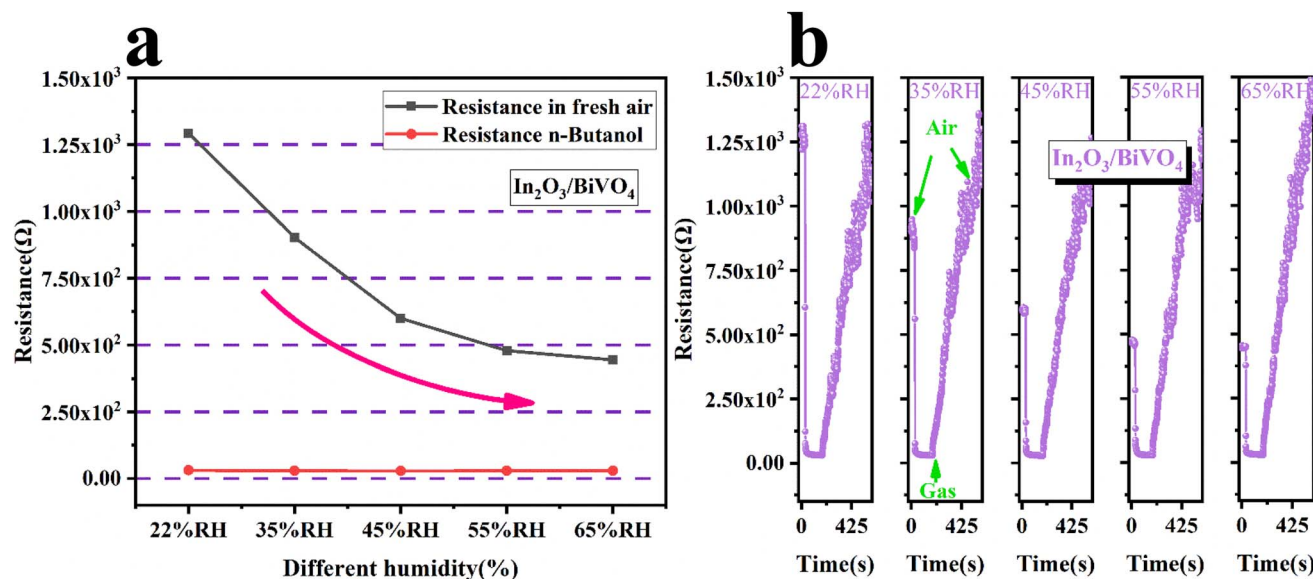 a
Resistance(Ω)
1.50x10³
1.25x10³
1.00x10³
7.50x10²
5.00x10²
2.50x10²
0.00
Resistance in fresh air
Resistance n-Butanol
In₂O₃/BiVO₄
22%RH 35%RH 45%RH 55%RH 65%RH
Different humidity(%)
b
Resistance(Ω)
1.50x10³
1.25x10³
1.00x10³
7.50x10²
5.00x10²
2.50x10²
0.00
22%RH 35%RH 45%RH 55%RH 65%RH
Air
In₂O₃/BiVO₄
Gas
0 425 0 425 0 425 0 425 0 425
Time(s) Time(s) Time(s) Time(s) Time(s)